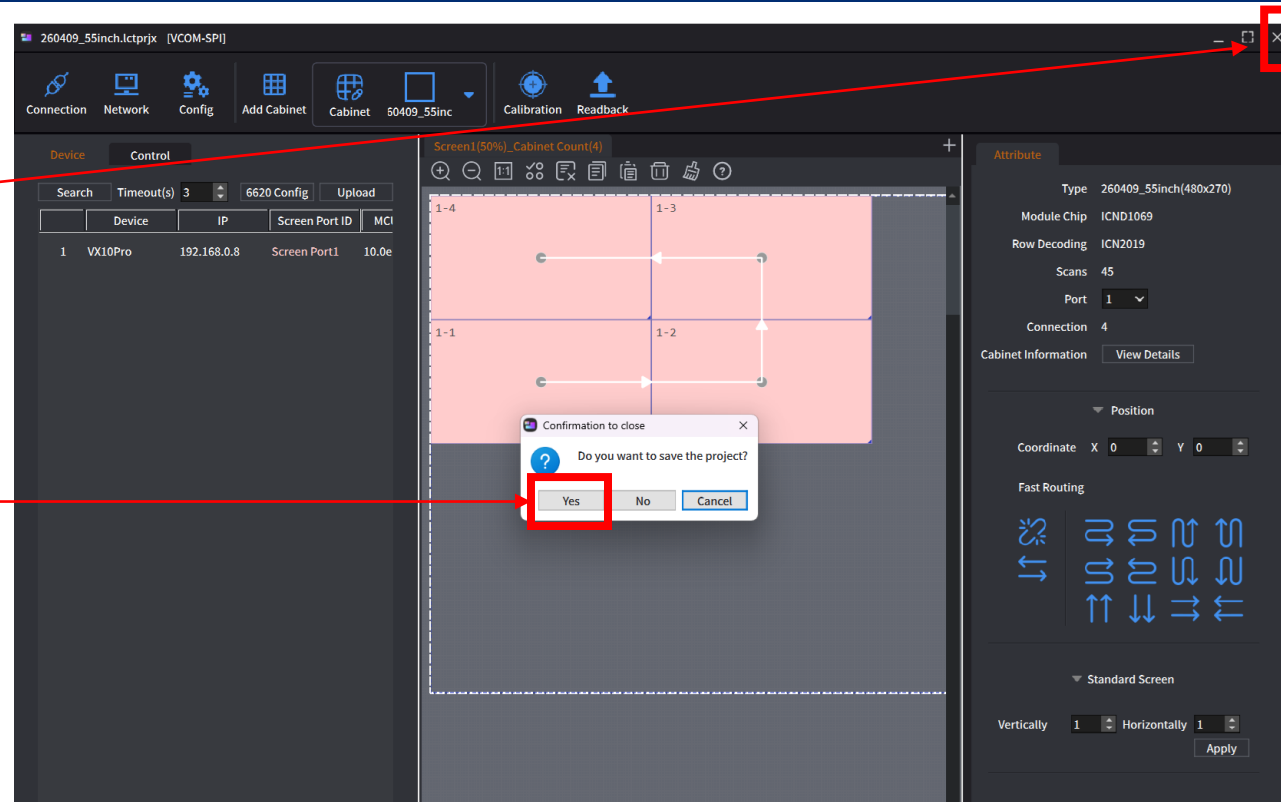 260409_55inch.lctprjx [VCOM-SPI]
Connection Network Config Add Cabinet Cabinet 60409_55inc Calibration Readback
Device Control
Search Timeout(s) 3 6620 Config Upload
Device IP Screen Port ID MCU
1 VX10Pro 192.168.0.8 Screen Port1 10.0e
Screen1(50%)_Cabinet Count(4)
1:1
1-4 1-3
1-1 1-2
Confirmation to close
Do you want to save the project?
Yes No Cancel
Attribute
Type 260409_55inch(480x270)
Module Chip ICND1069
Row Decoding ICN2019
Scans 45
Port 1
Connection 4
Cabinet Information View Details
Position
Coordinate X 0 Y 0
Fast Routing
Standard Screen
Vertically 1 Horizontally 1
Apply